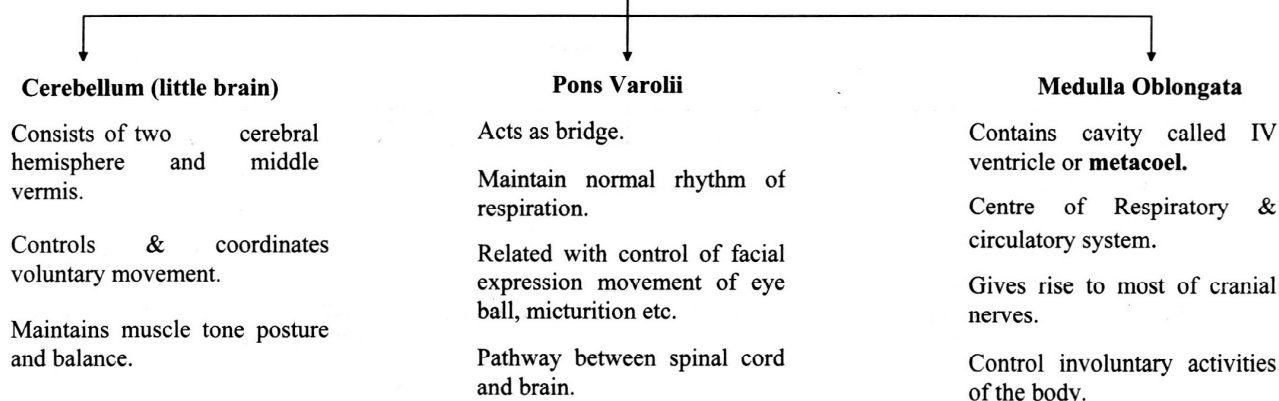 Cerebellum (little brain)
Consists of two cerebral
hemisphere and middle
vermis.
Controls & coordinates
voluntary movement.
Maintains muscle tone posture
and balance.
Pons Varolii
Acts as bridge.
Maintain normal rhythm of
respiration.
Related with control of facial
expression movement of eye
ball, micturition etc.
Pathway between spinal cord
and brain.
Medulla Oblongata
Contains cavity called IV
ventricle or metacoel.
Centre of Respiratory &
circulatory system.
Gives rise to most of cranial
nerves.
Control involuntary activities
of the body.